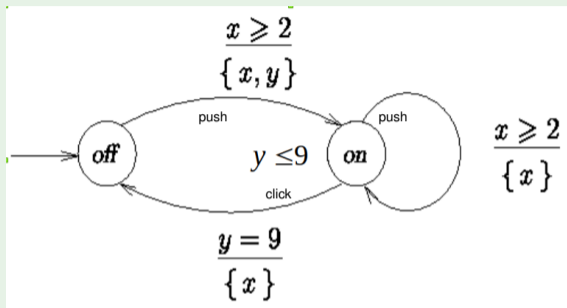 x ⩾ 2
{ x, y }
push
push
off
y ≤9
on
x ⩾ 2
{ x }
click
y = 9
{ x }